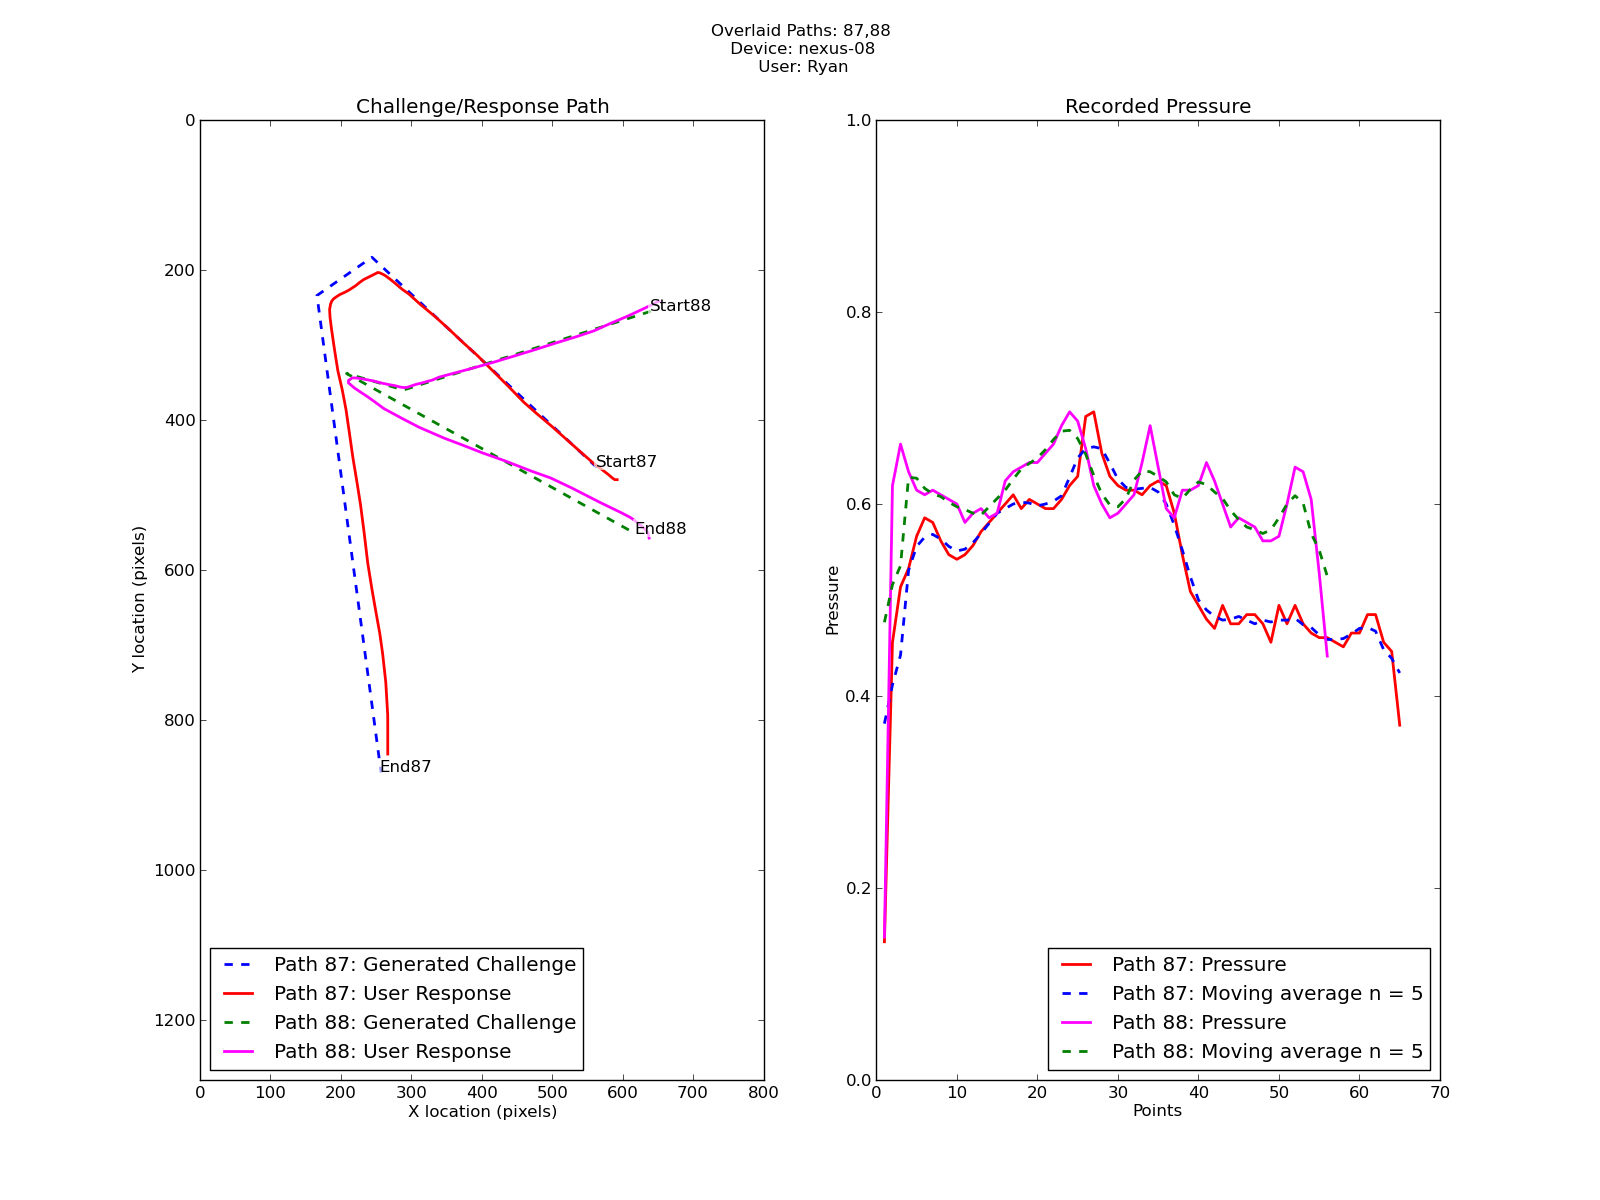 Overlaid Paths: 87,88
Device: nexus-08
User: Ryan
Challenge/Response Path
0
200
400
600
800
1000
1200
Y location (pixels)
Start88
Start87
End88
End87
Path 87: Generated Challenge
Path 87: User Response
Path 88: Generated Challenge
Path 88: User Response
0 100 200 300 400 500 600 700 800
X location (pixels)
Recorded Pressure
1.0
0.8
0.6
0.4
0.2
0.0
Pressure
Path 87: Pressure
Path 87: Moving average n = 5
Path 88: Pressure
Path 88: Moving average n = 5
0 10 20 30 40 50 60 70
Points